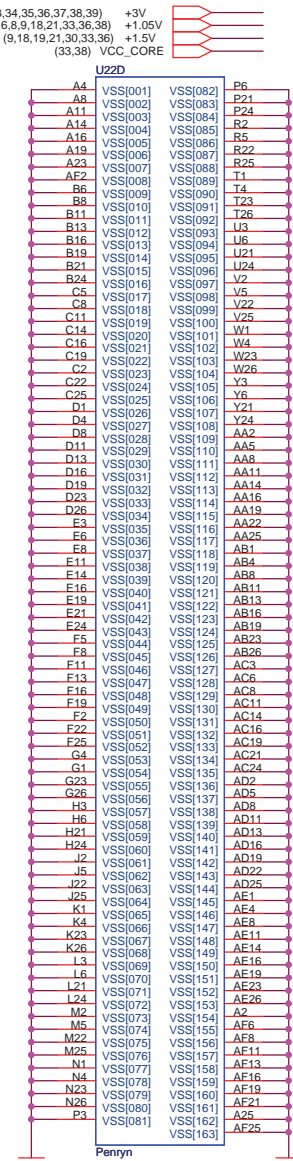 ,34,35,36,37,38,39) +3V
6,8,9,18,21,33,36,38) +1.05V
(9,18,19,21,30,33,36) +1.5V
(33,38) VCC_CORE
U22D
A4 VSS[001] VSS[082] P6
A8 VSS[002] VSS[083] P21
A11 VSS[003] VSS[084] P24
A14 VSS[004] VSS[085] R2
A16 VSS[005] VSS[086] R5
A19 VSS[006] VSS[087] R22
A23 VSS[007] VSS[088] R25
AF2 VSS[008] VSS[089] T1
B6 VSS[009] VSS[090] T4
B8 VSS[010] VSS[091] T23
B11 VSS[011] VSS[092] T26
B13 VSS[012] VSS[093] U3
B16 VSS[013] VSS[094] U6
B19 VSS[014] VSS[095] U21
B21 VSS[015] VSS[096] U24
B24 VSS[016] VSS[097] V2
C5 VSS[017] VSS[098] V5
C8 VSS[018] VSS[099] V22
C11 VSS[019] VSS[100] V25
C14 VSS[020] VSS[101] W1
C16 VSS[021] VSS[102] W4
C19 VSS[022] VSS[103] W23
C2 VSS[023] VSS[104] W26
C22 VSS[024] VSS[105] Y3
C25 VSS[025] VSS[106] Y6
D1 VSS[026] VSS[107] Y21
D4 VSS[027] VSS[108] Y24
D8 VSS[028] VSS[109] AA2
D11 VSS[029] VSS[110] AA5
D13 VSS[030] VSS[111] AA8
D16 VSS[031] VSS[112] AA11
D19 VSS[032] VSS[113] AA14
D23 VSS[033] VSS[114] AA16
D26 VSS[034] VSS[115] AA19
E3 VSS[035] VSS[116] AA22
E6 VSS[036] VSS[117] AA25
E8 VSS[037] VSS[118] AB1
E11 VSS[038] VSS[119] AB4
E14 VSS[039] VSS[120] AB8
E16 VSS[040] VSS[121] AB11
E19 VSS[041] VSS[122] AB13
E21 VSS[042] VSS[123] AB16
E24 VSS[043] VSS[124] AB19
F5 VSS[044] VSS[125] AB23
F8 VSS[045] VSS[126] AB26
F11 VSS[046] VSS[127] AC3
F13 VSS[047] VSS[128] AC6
F16 VSS[048] VSS[129] AC8
F19 VSS[049] VSS[130] AC11
F2 VSS[050] VSS[131] AC14
F22 VSS[051] VSS[132] AC16
F25 VSS[052] VSS[133] AC19
G4 VSS[053] VSS[134] AC21
G1 VSS[054] VSS[135] AC24
G23 VSS[055] VSS[136] AD2
G26 VSS[056] VSS[137] AD5
H3 VSS[057] VSS[138] AD8
H6 VSS[058] VSS[139] AD11
H21 VSS[059] VSS[140] AD13
H24 VSS[060] VSS[141] AD16
J2 VSS[061] VSS[142] AD19
J5 VSS[062] VSS[143] AD22
J22 VSS[063] VSS[144] AD25
J25 VSS[064] VSS[145] AE1
K1 VSS[065] VSS[146] AE4
K4 VSS[066] VSS[147] AE8
K23 VSS[067] VSS[148] AE11
K26 VSS[068] VSS[149] AE14
L3 VSS[069] VSS[150] AE16
L6 VSS[070] VSS[151] AE19
L21 VSS[071] VSS[152] AE23
L24 VSS[072] VSS[153] AE26
M2 VSS[073] VSS[154] A2
M5 VSS[074] VSS[155] AF6
M22 VSS[075] VSS[156] AF8
M25 VSS[076] VSS[157] AF11
N1 VSS[077] VSS[158] AF13
N4 VSS[078] VSS[159] AF16
N23 VSS[079] VSS[160] AF19
N26 VSS[080] VSS[161] AF21
P3 VSS[081] VSS[162] A25
VSS[163] AF25
Penryn